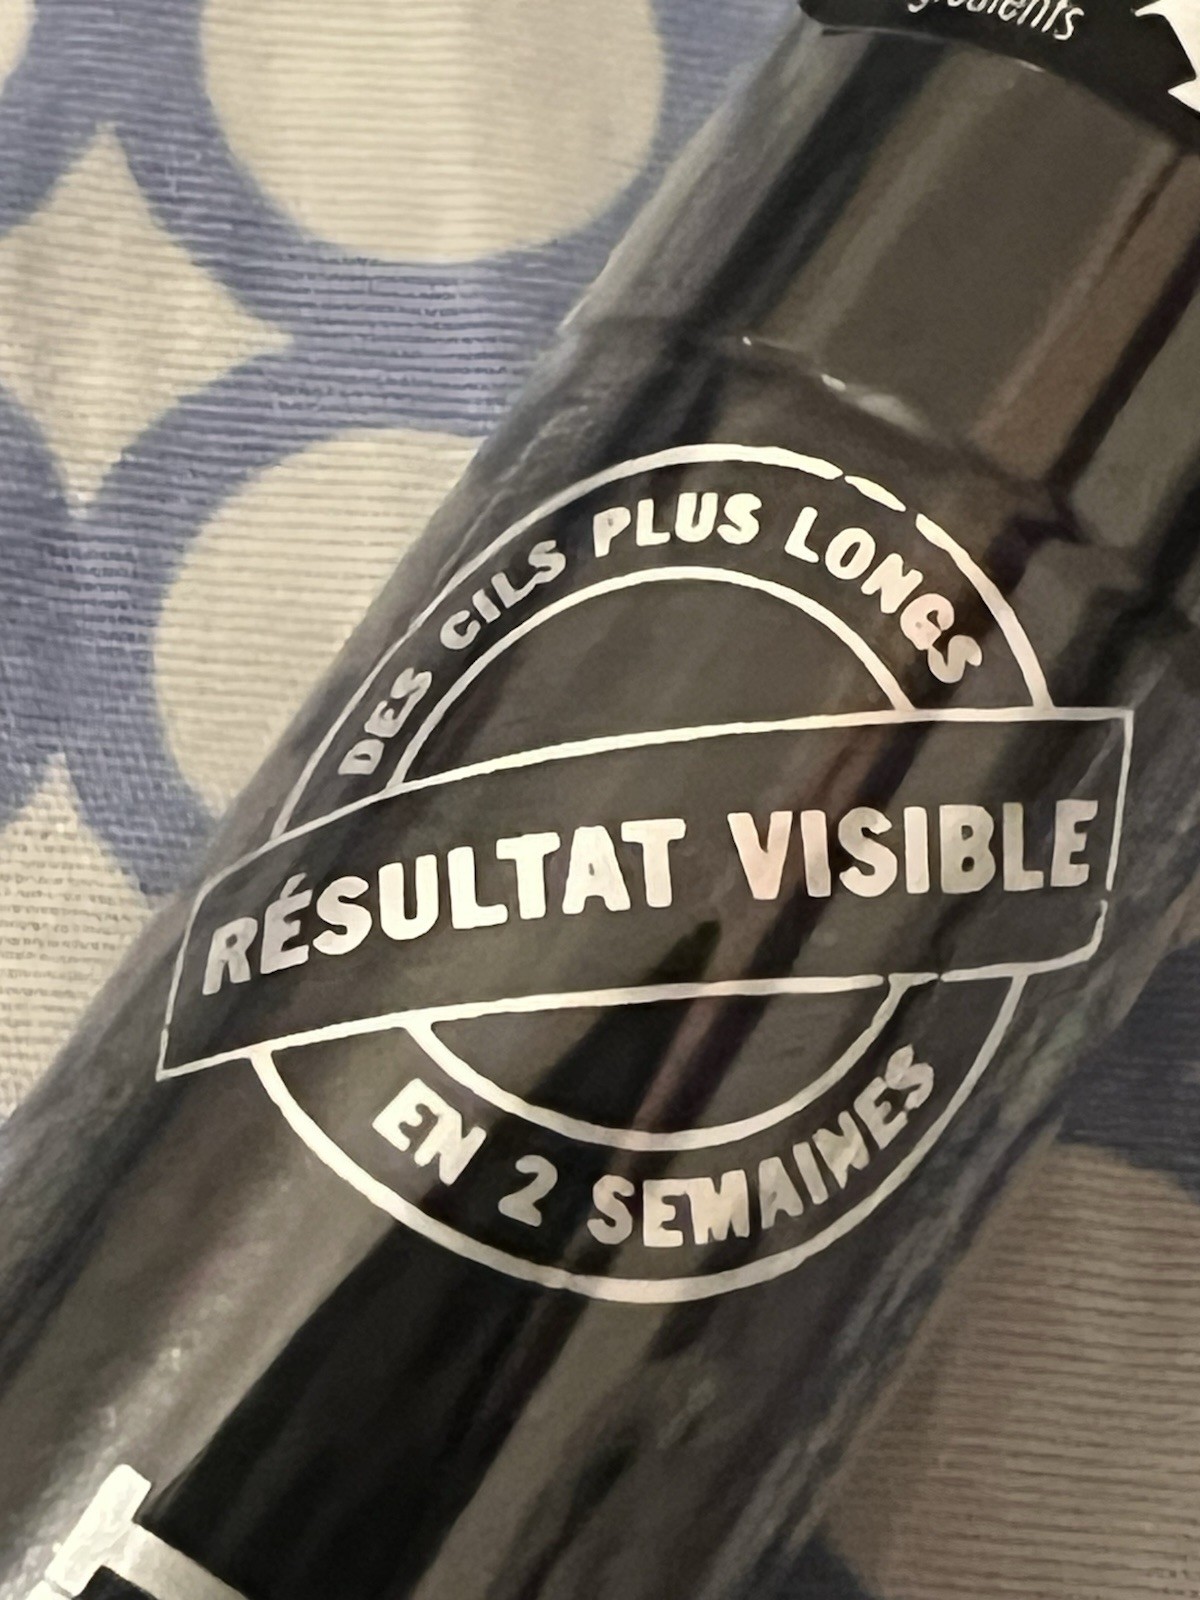 DES CILS PLUS LONGS
RÉSULTAT VISIBLE
EN 2 SEMAINES